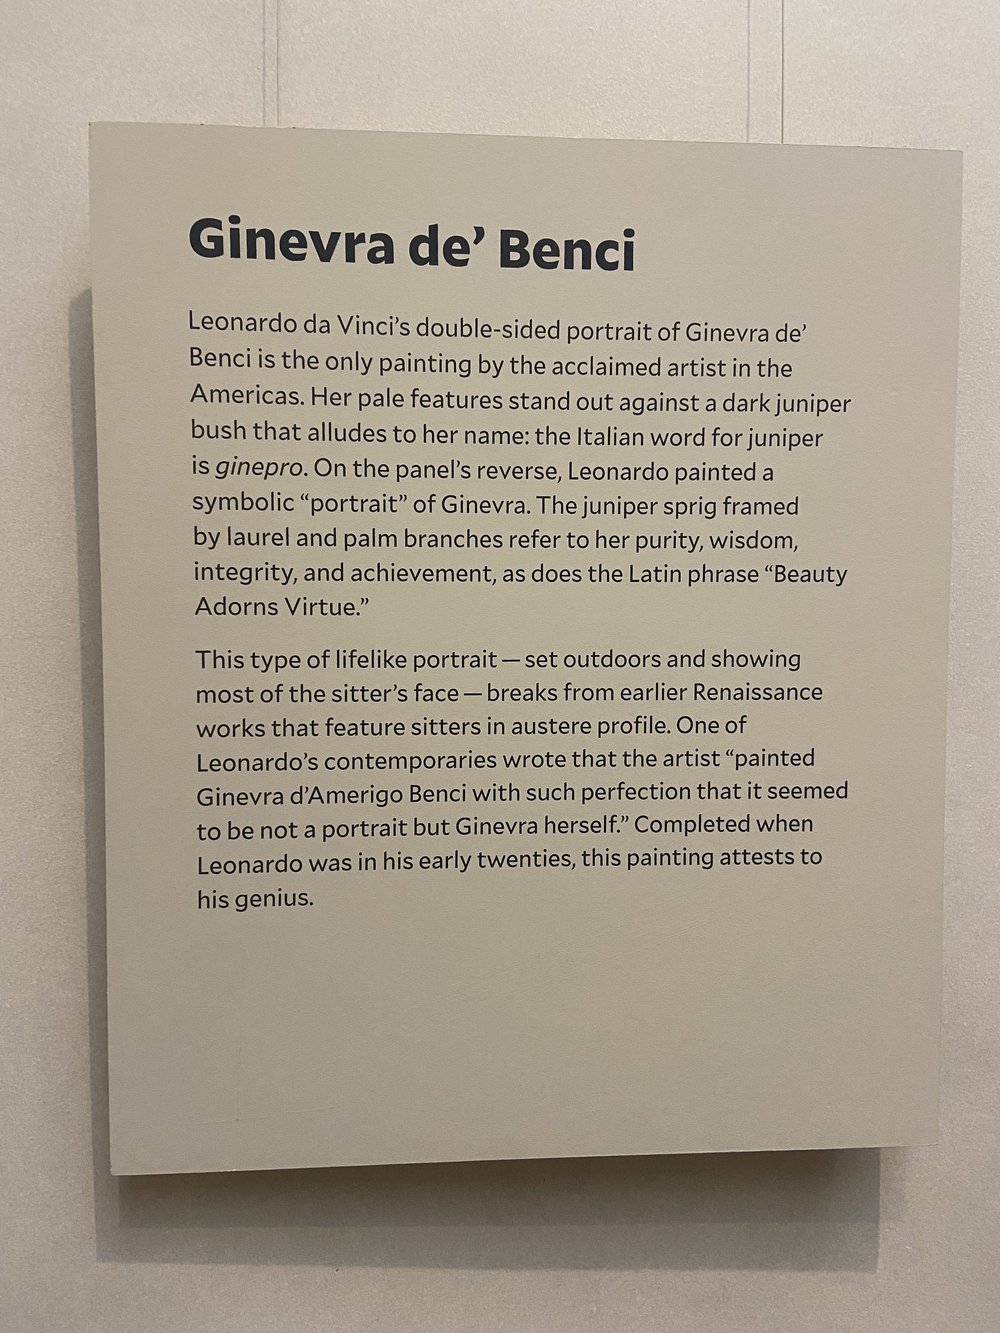 Ginevra de’ Benci
Leonardo da Vinci’s double-sided portrait of Ginevra de’
Benci is the only painting by the acclaimed artist in the
Americas. Her pale features stand out against a dark juniper
bush that alludes to her name: the Italian word for juniper
is ginepro. On the panel’s reverse, Leonardo painted a
symbolic “portrait” of Ginevra. The juniper sprig framed
by laurel and palm branches refer to her purity, wisdom,
integrity, and achievement, as does the Latin phrase “Beauty
Adorns Virtue.”
This type of lifelike portrait — set outdoors and showing
most of the sitter’s face — breaks from earlier Renaissance
works that feature sitters in austere profile. One of
Leonardo’s contemporaries wrote that the artist “painted
Ginevra d’Amerigo Benci with such perfection that it seemed
to be not a portrait but Ginevra herself.” Completed when
Leonardo was in his early twenties, this painting attests to
his genius.